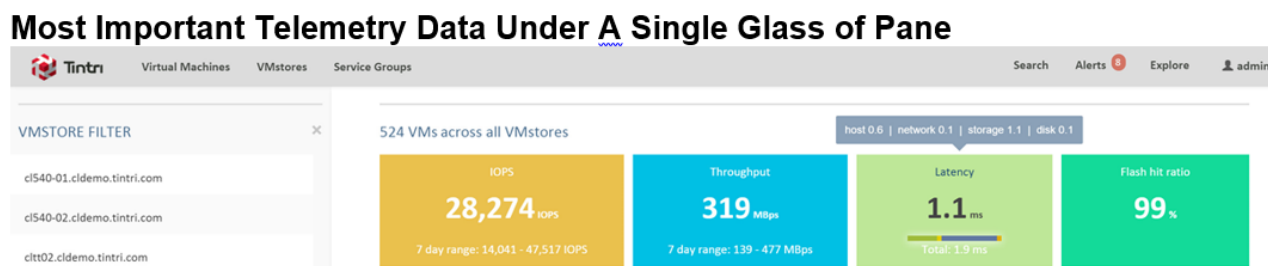 Most Important Telemetry Data Under A Single Glass of Pane
Tintri Virtual Machines VMstores Service Groups Search Alerts 8 Explore admin
VMSTORE FILTER ×
524 VMs across all VMstores
host 0.6 | network 0.1 | storage 1.1 | disk 0.1
cl540-01.cldemo.tintri.com
cl540-02.cldemo.tintri.com
cltt02.cldemo.tintri.com
IOPS
28,274 IOPS
7 day range: 14,041 - 47,517 IOPS
Throughput
319 MBps
7 day range: 139 - 477 MBps
Latency
1.1 ms
Total: 1.9 ms
Flash hit ratio
99 %